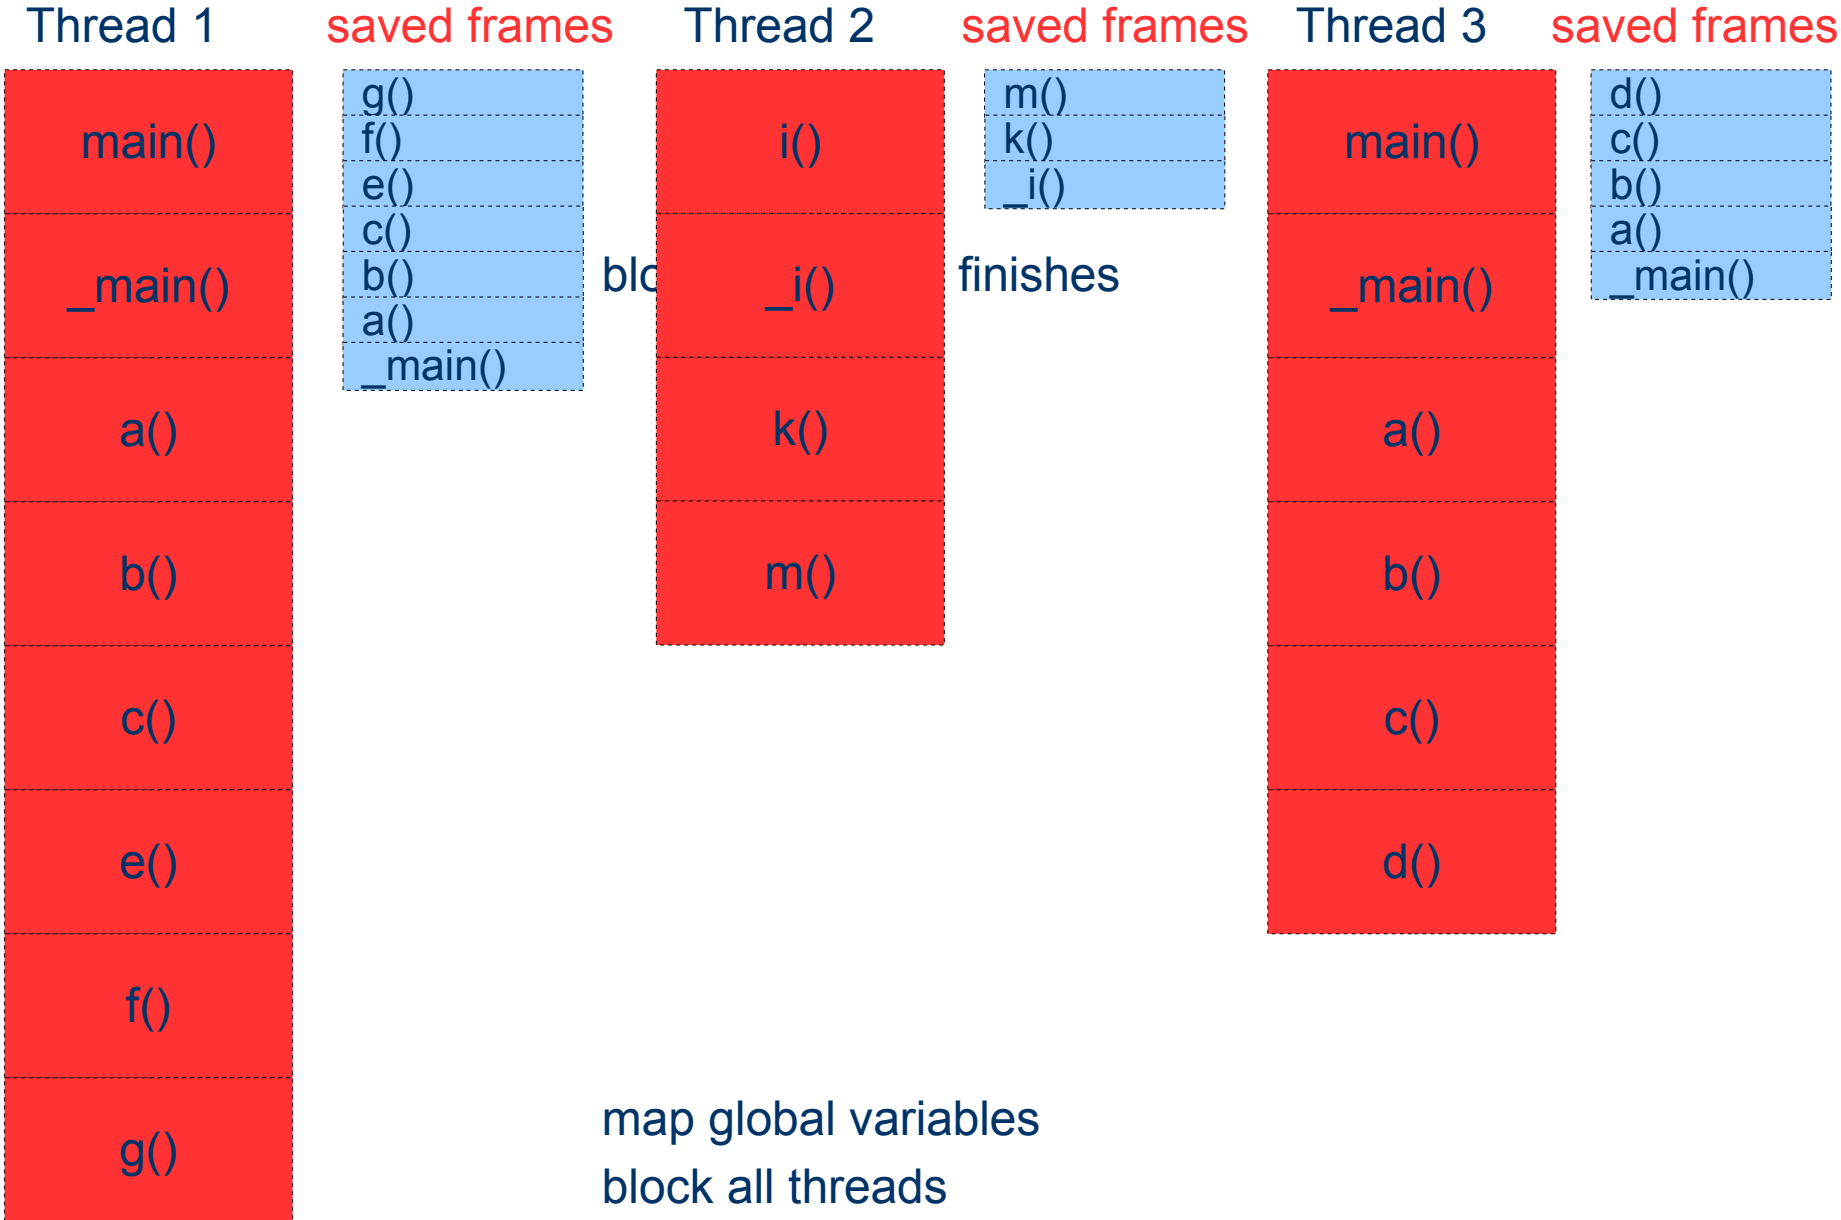 Thread 1
saved frames
Thread 2
saved frames
Thread 3
saved frames
main()
_main()
a()
b()
c()
e()
f()
g()
g()
f()
e()
c()
b()
a()
_main()
i()
_i()
k()
m()
m()
k()
_i()
finishes
main()
_main()
a()
b()
c()
d()
d()
c()
b()
a()
_main()
map global variables
block all threads